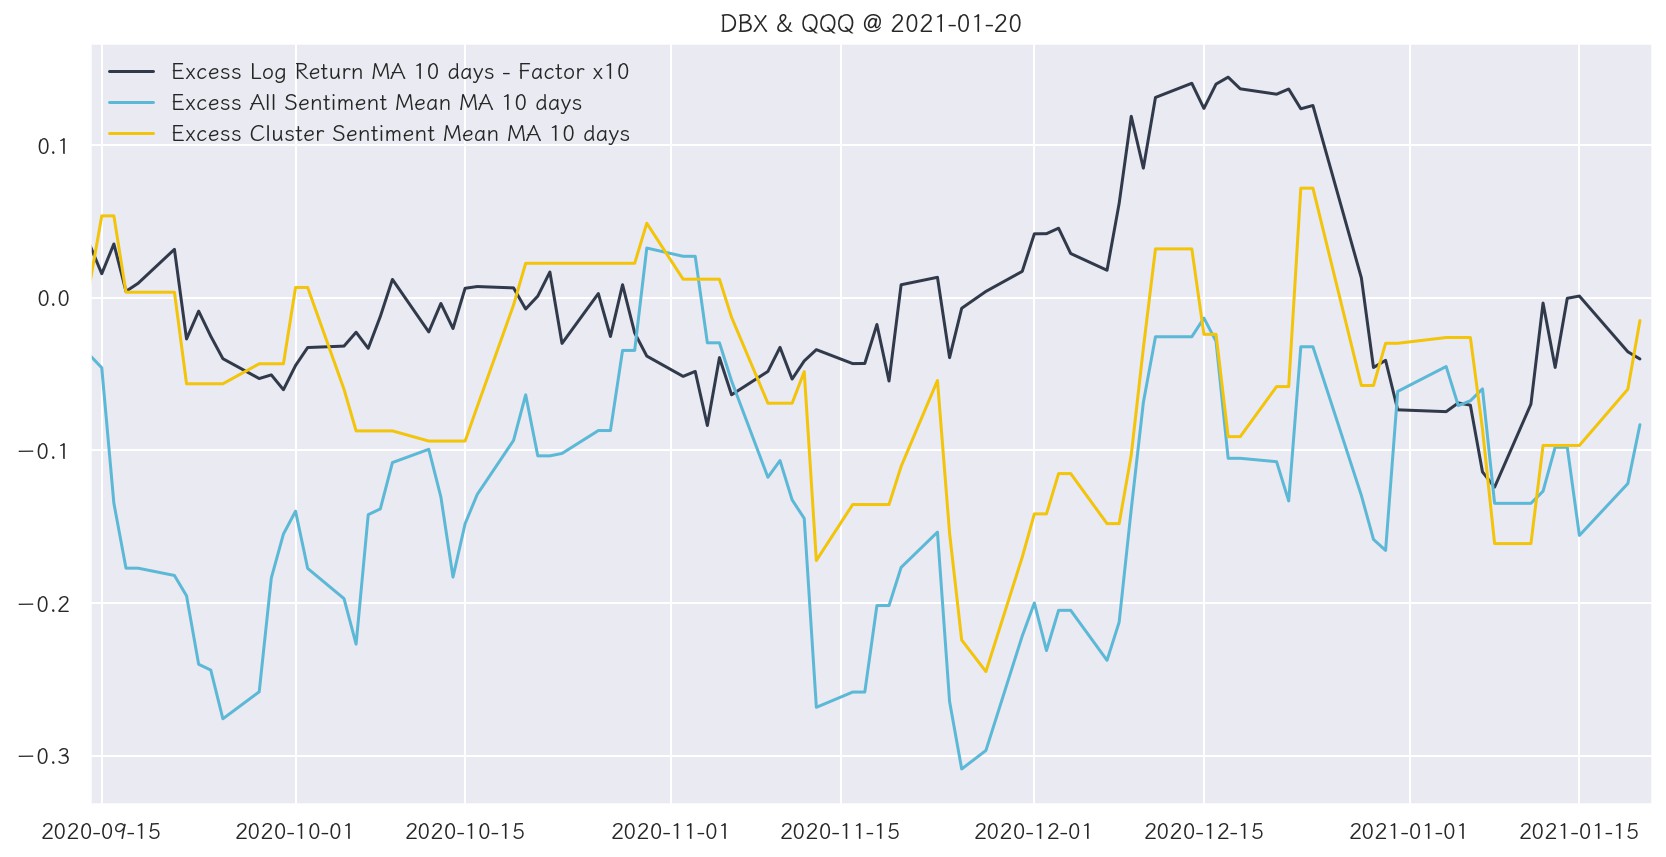 DBX & QQQ @ 2021-01-20
Excess Log Return MA 10 days - Factor x10
Excess All Sentiment Mean MA 10 days
Excess Cluster Sentiment Mean MA 10 days
0.1
0.0
−0.1
−0.2
−0.3
2020-09-15 2020-10-01 2020-10-15 2020-11-01 2020-11-15 2020-12-01 2020-12-15 2021-01-01 2021-01-15